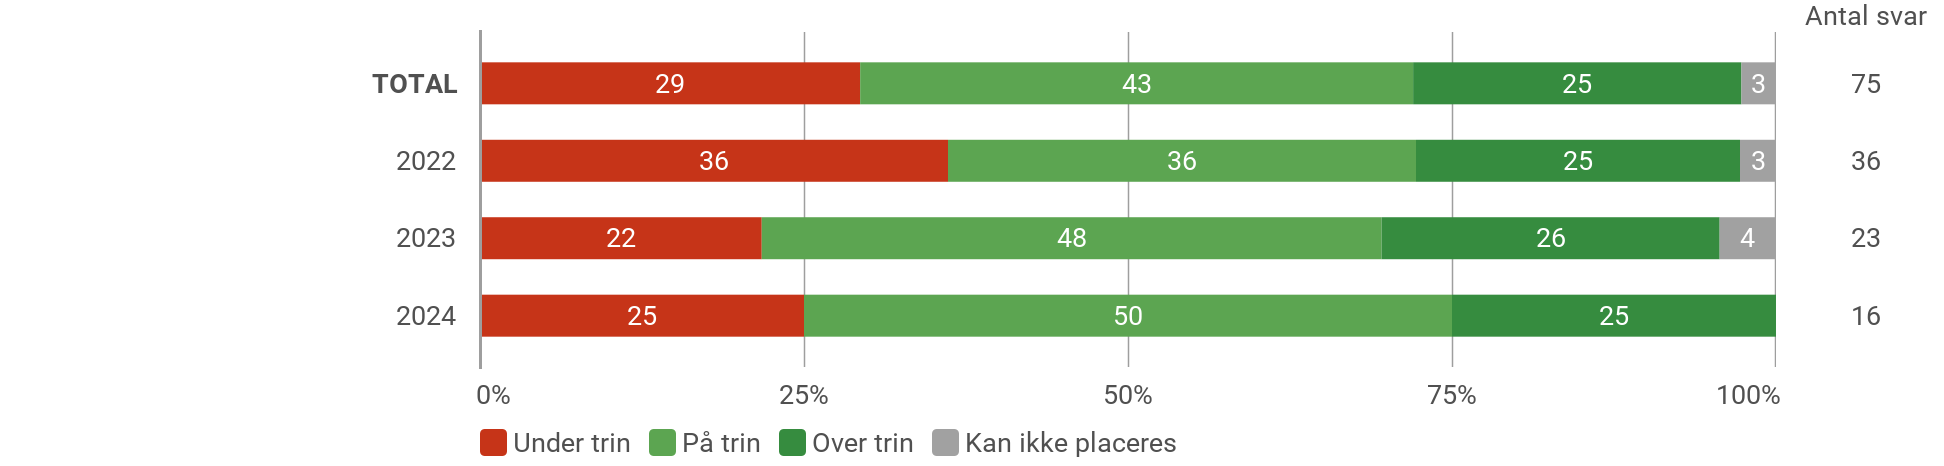 Antal svar
TOTAL 29 43 25 3 75
2022 36 36 25 3 36
2023 22 48 26 4 23
2024 25 50 25 16
0% 25% 50% 75% 100%
Under trin På trin Over trin Kan ikke placeres